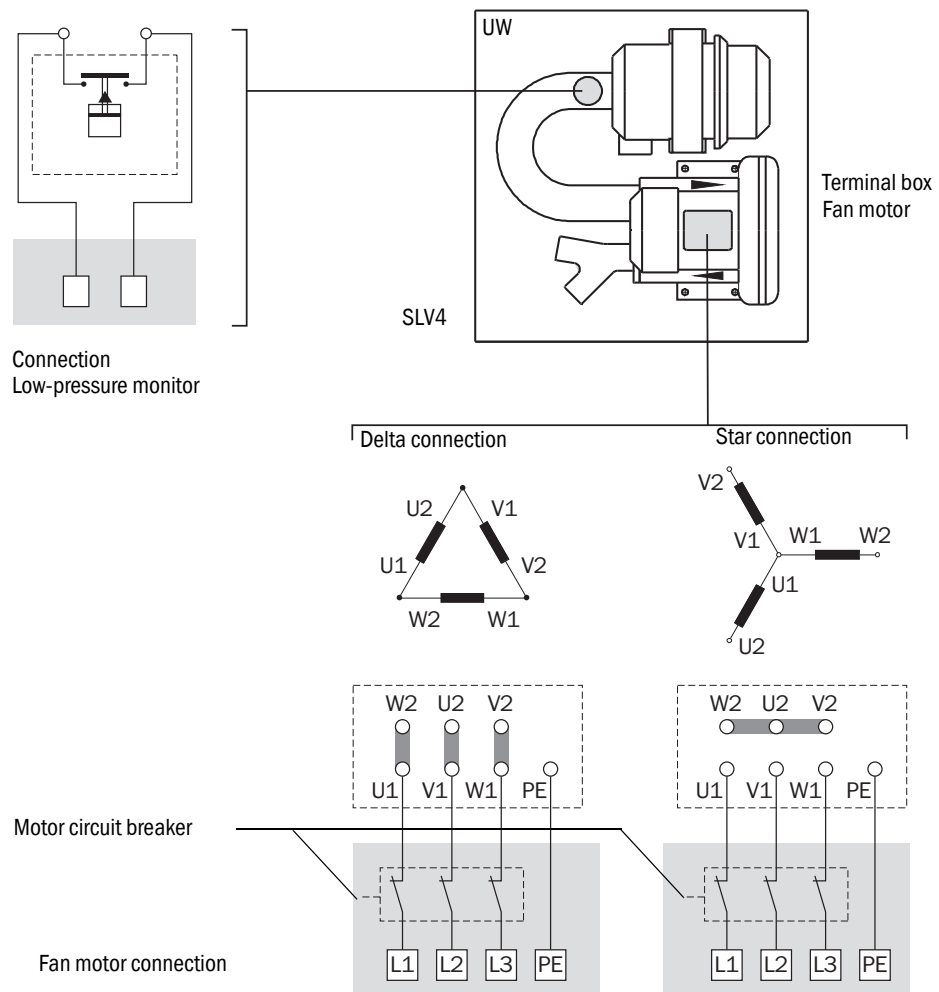 UW
Terminal box
Fan motor
SLV4
Connection
Low-pressure monitor
Delta connection
Star connection
U2 V1
U1 V2
W2 W1
V2
V1 W1 W2
U1
U2
W2 U2 V2
U1 V1 W1 PE
W2 U2 V2
U1 V1 W1 PE
Motor circuit breaker
Fan motor connection
L1 L2 L3 PE
L1 L2 L3 PE